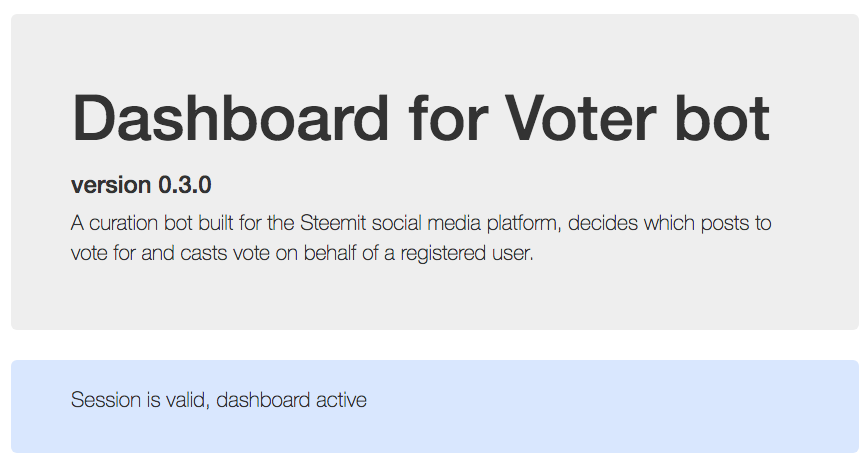 Dashboard for Voter bot
version 0.3.0
A curation bot built for the Steemit social media platform, decides which posts to
vote for and casts vote on behalf of a registered user.
Session is valid, dashboard active